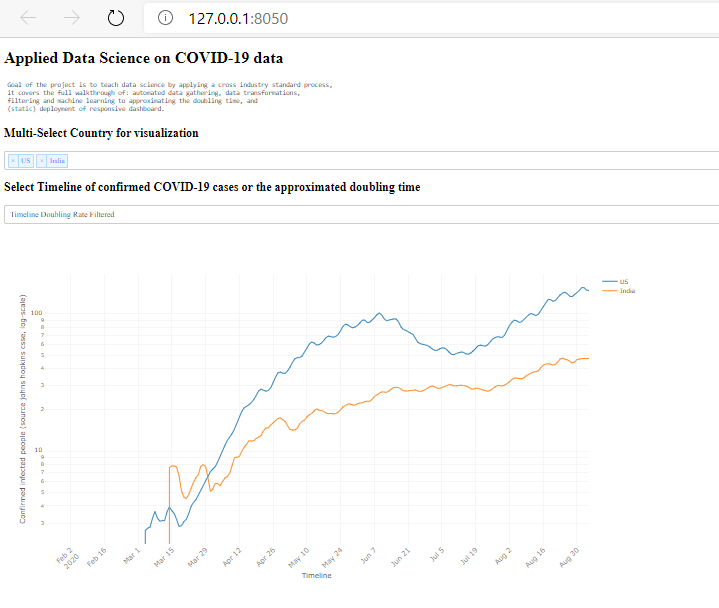 127.0.0.1:8050
Applied Data Science on COVID-19 data
Goal of the project is to teach data science by applying a cross industry standard process,
it covers the full walkthrough of: automated data gathering, data transformations,
filtering and machine learning to approximating the doubling time, and
(static) deployment of responsive dashboard.
Multi-Select Country for visualization
× US × India
Select Timeline of confirmed COVID-19 cases or the approximated doubling time
Timeline Doubling Rate Filtered
US
India
Confirmed infected people (source johns hopkins csse, log-scale)
100
9
8
7
6
5
4
3
2
10
9
8
7
6
5
4
3
Feb 2
2020
Feb 16
Mar 1
Mar 15
Mar 29
Apr 12
Apr 26
May 10
May 24
Jun 7
Jun 21
Jul 5
Jul 19
Aug 2
Aug 16
Aug 30
Timeline